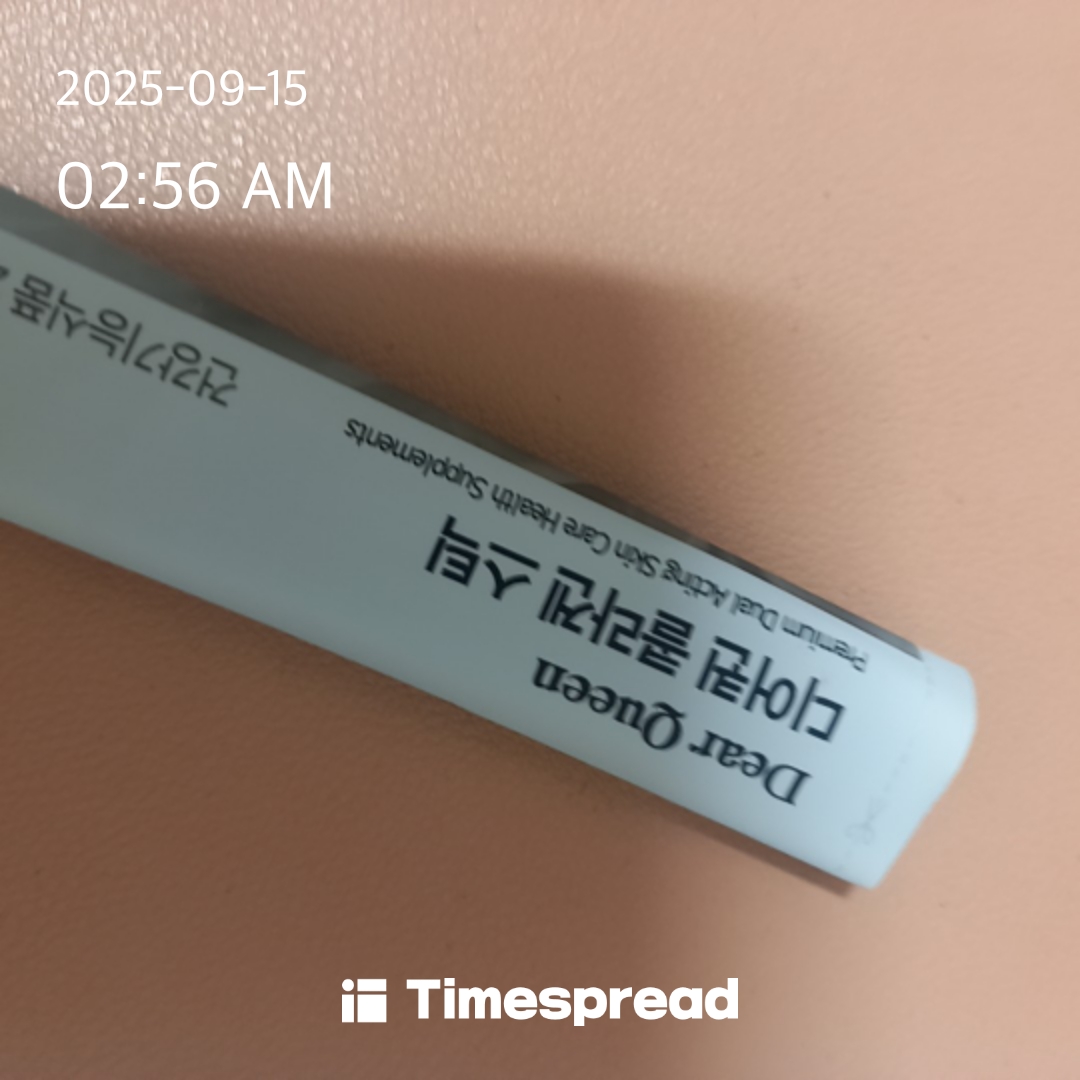 2025-09-15
02:56 AM
Dear Queen
디어퀸 콜라겐 스틱
Premium Dual Acting Skin Care Health Supplements
건강기능식품
Timespread